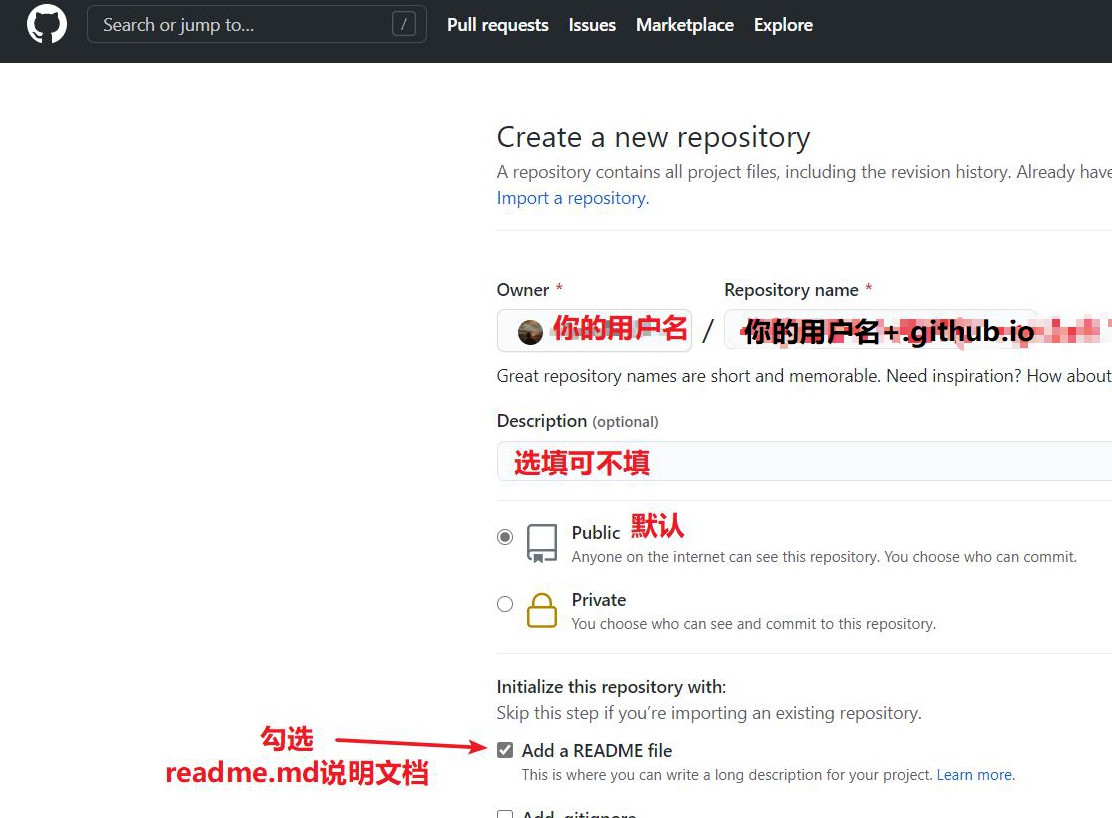 Search or jump to... /
Pull requests Issues Marketplace Explore
Create a new repository
A repository contains all project files, including the revision history. Already have
Import a repository.
Owner * Repository name *
你的用户名 / 你的用户名+.github.io
Great repository names are short and memorable. Need inspiration? How about
Description (optional)
选填可不填
Public 默认
Anyone on the internet can see this repository. You choose who can commit.
Private
You choose who can see and commit to this repository.
Initialize this repository with:
Skip this step if you’re importing an existing repository.
勾选
Add a README file
readme.md说明文档
This is where you can write a long description for your project. Learn more.
Add .gitignore